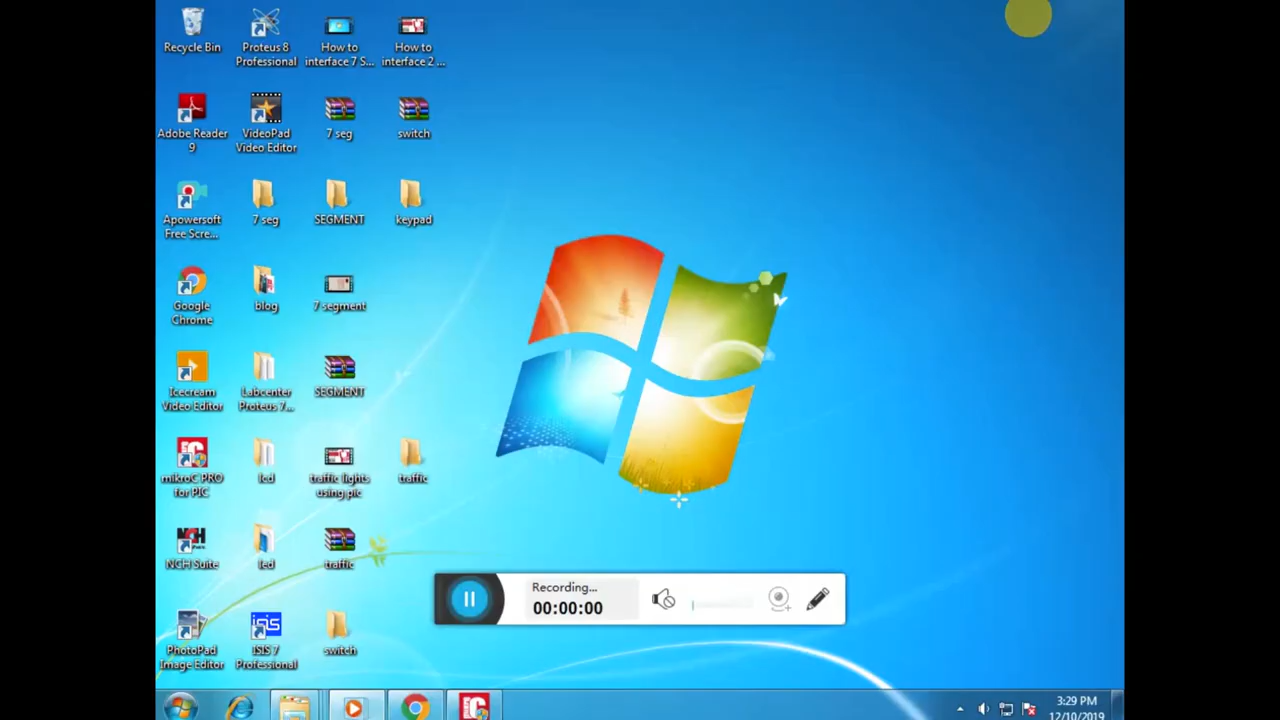 Recycle Bin
Proteus 8
Professional
How to
interface 7 S...
How to
interface 2 ...
Adobe Reader
9
VideoPad
Video Editor
7 seg
switch
Apowersoft
Free Scre...
7 seg
SEGMENT
keypad
Google
Chrome
blog
7 segment
Icecream
Video Editor
Labcenter
Proteus 7...
SEGMENT
mikroC PRO
for PIC
lcd
traffic lights
using pic
traffic
NCH
NCH Suite
led
traffic
Recording...
00:00:00
PhotoPad
Image Editor
isis
ISIS 7
Professional
switch
3:29 PM
12/10/2019